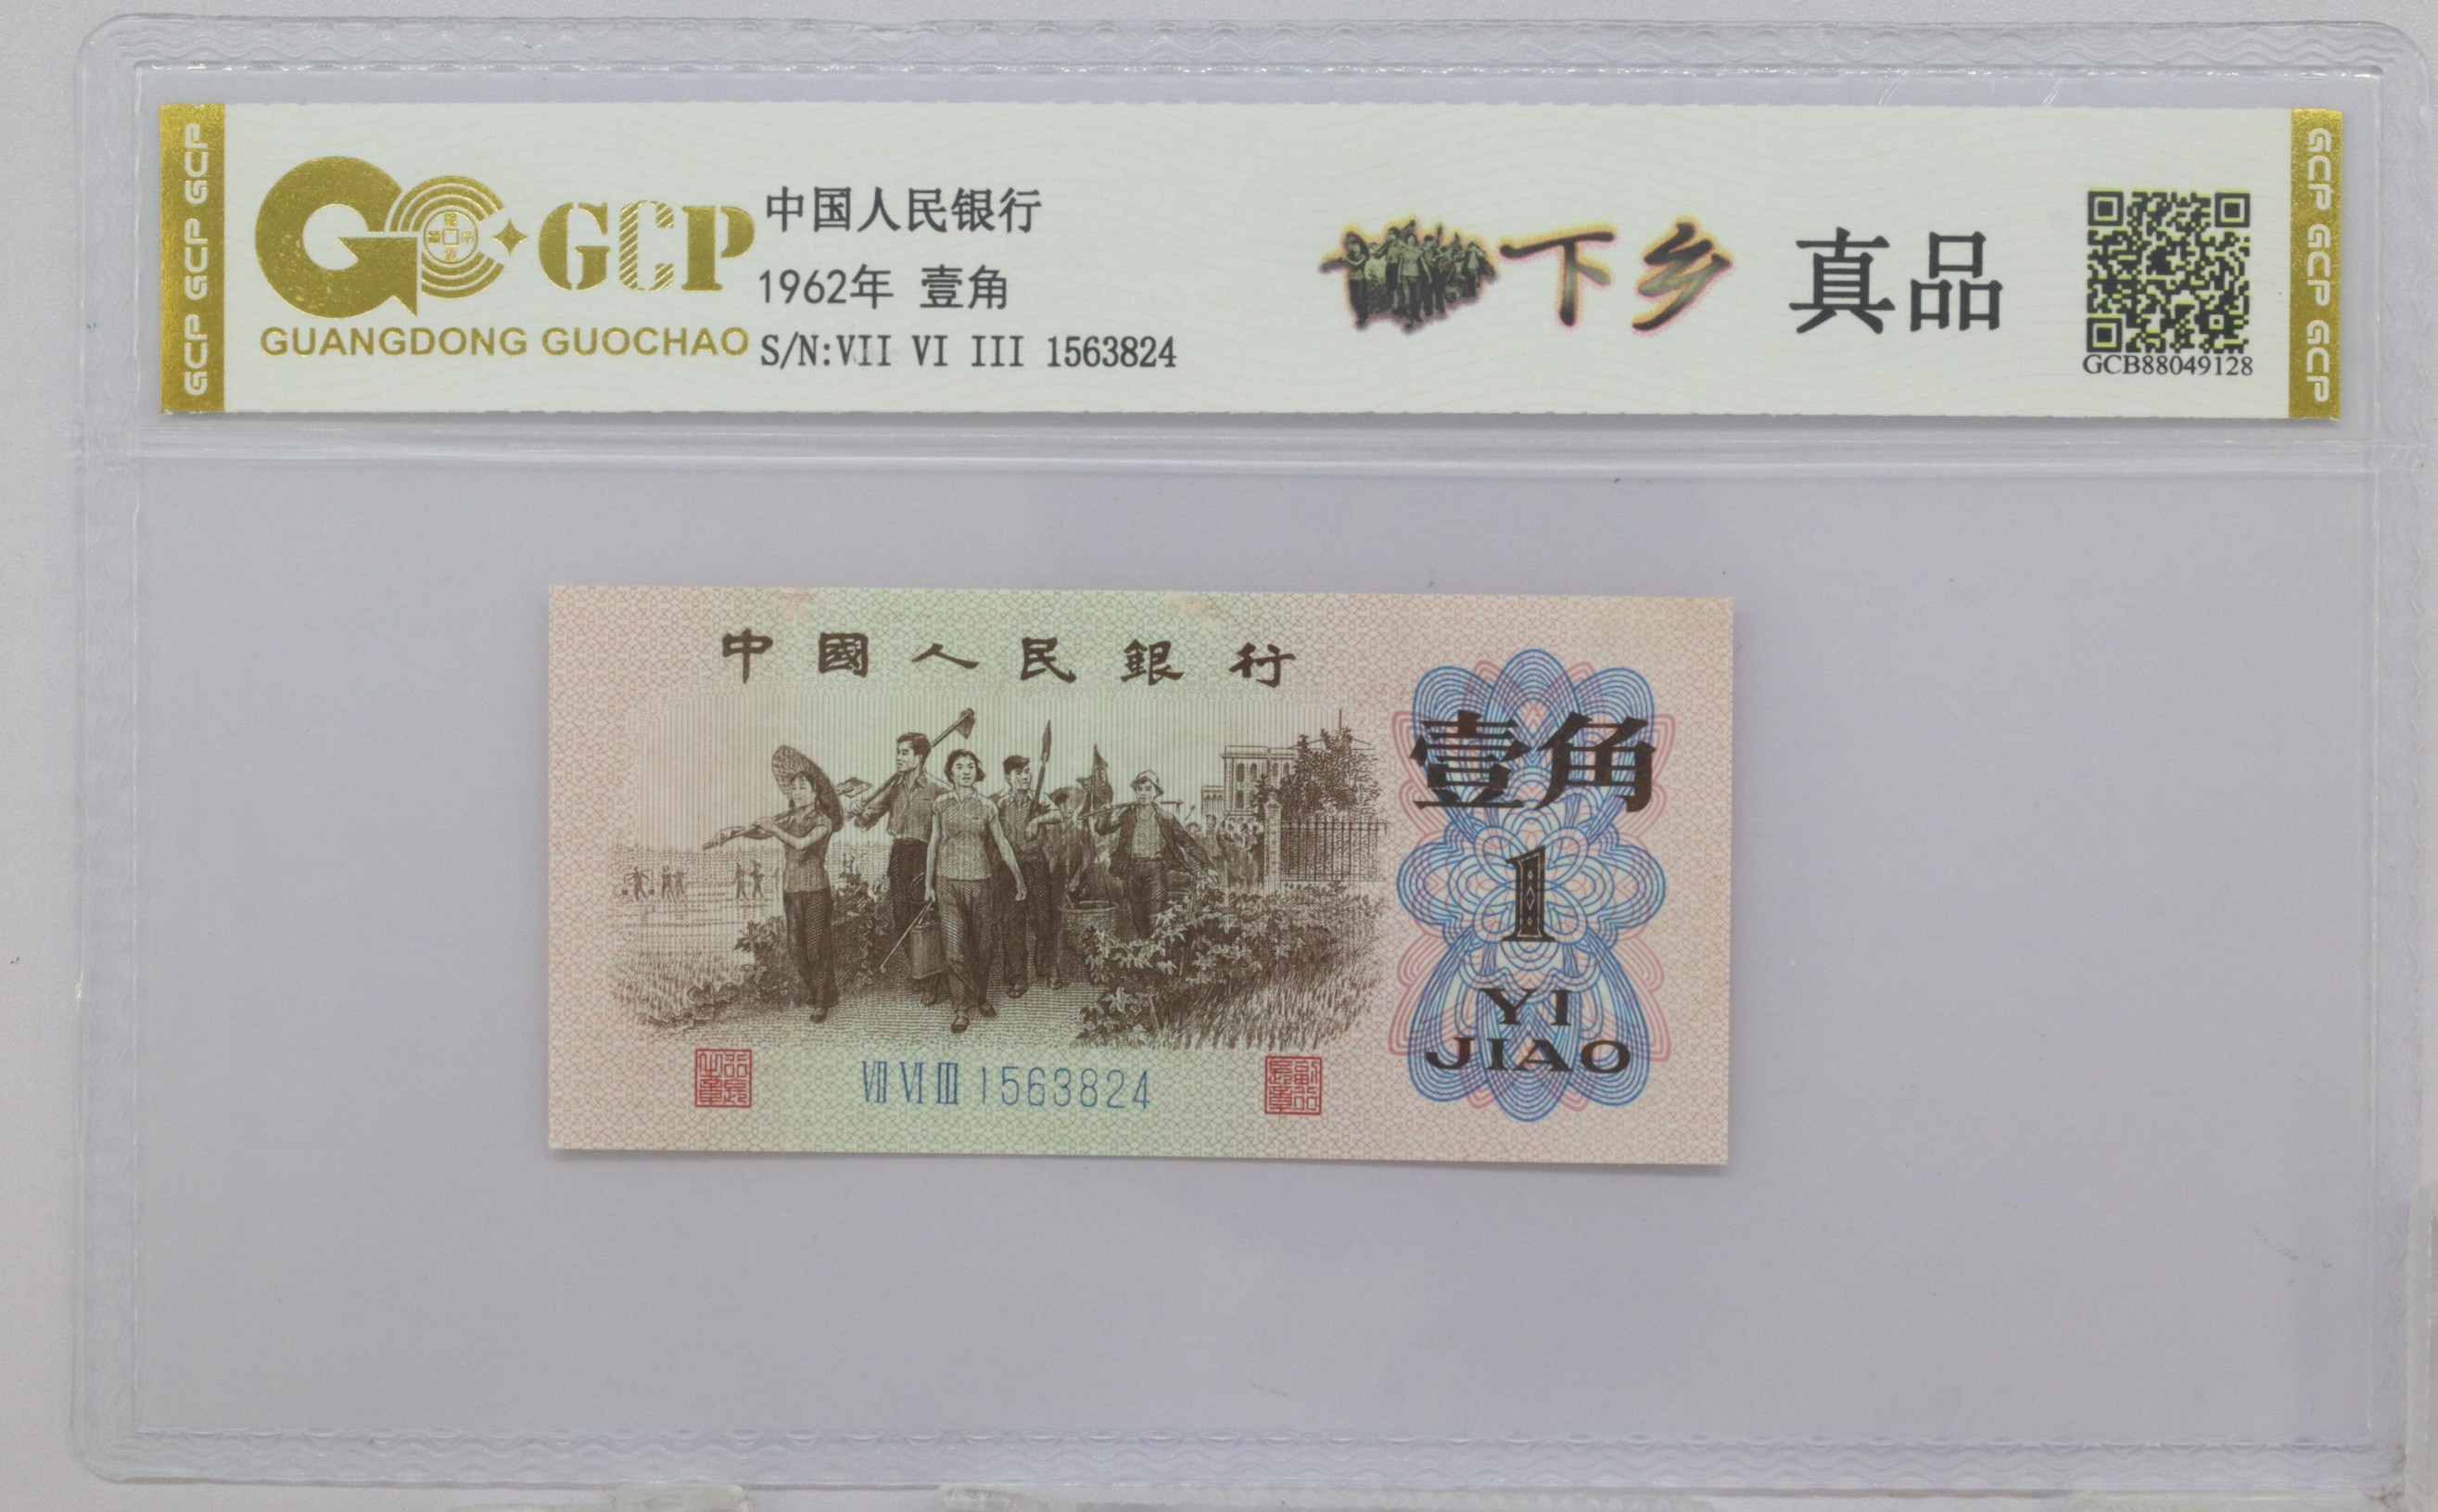 GCP GCP GCP
GCP
GUANGDONG GUOCHAO
中国人民银行
1962年 壹角
S/N:VII VI III 1563824
下乡 真品
GCB88049128
GCP GCP GCP
中國人民銀行
壹角
1
YI
JIAO
VII VI III 1563824